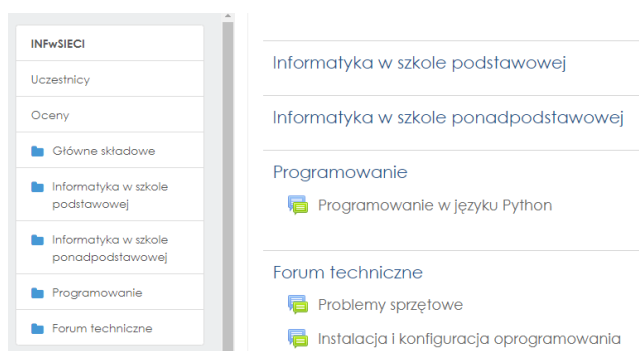 INFwSIECI
Uczestnicy
Oceny
Główne składowe
Informatyka w szkole
podstawowej
Informatyka w szkole
ponadpodstawowej
Programowanie
Forum techniczne
Informatyka w szkole podstawowej
Informatyka w szkole ponadpodstawowej
Programowanie
Programowanie w języku Python
Forum techniczne
Problemy sprzętowe
Instalacja i konfiguracja oprogramowania